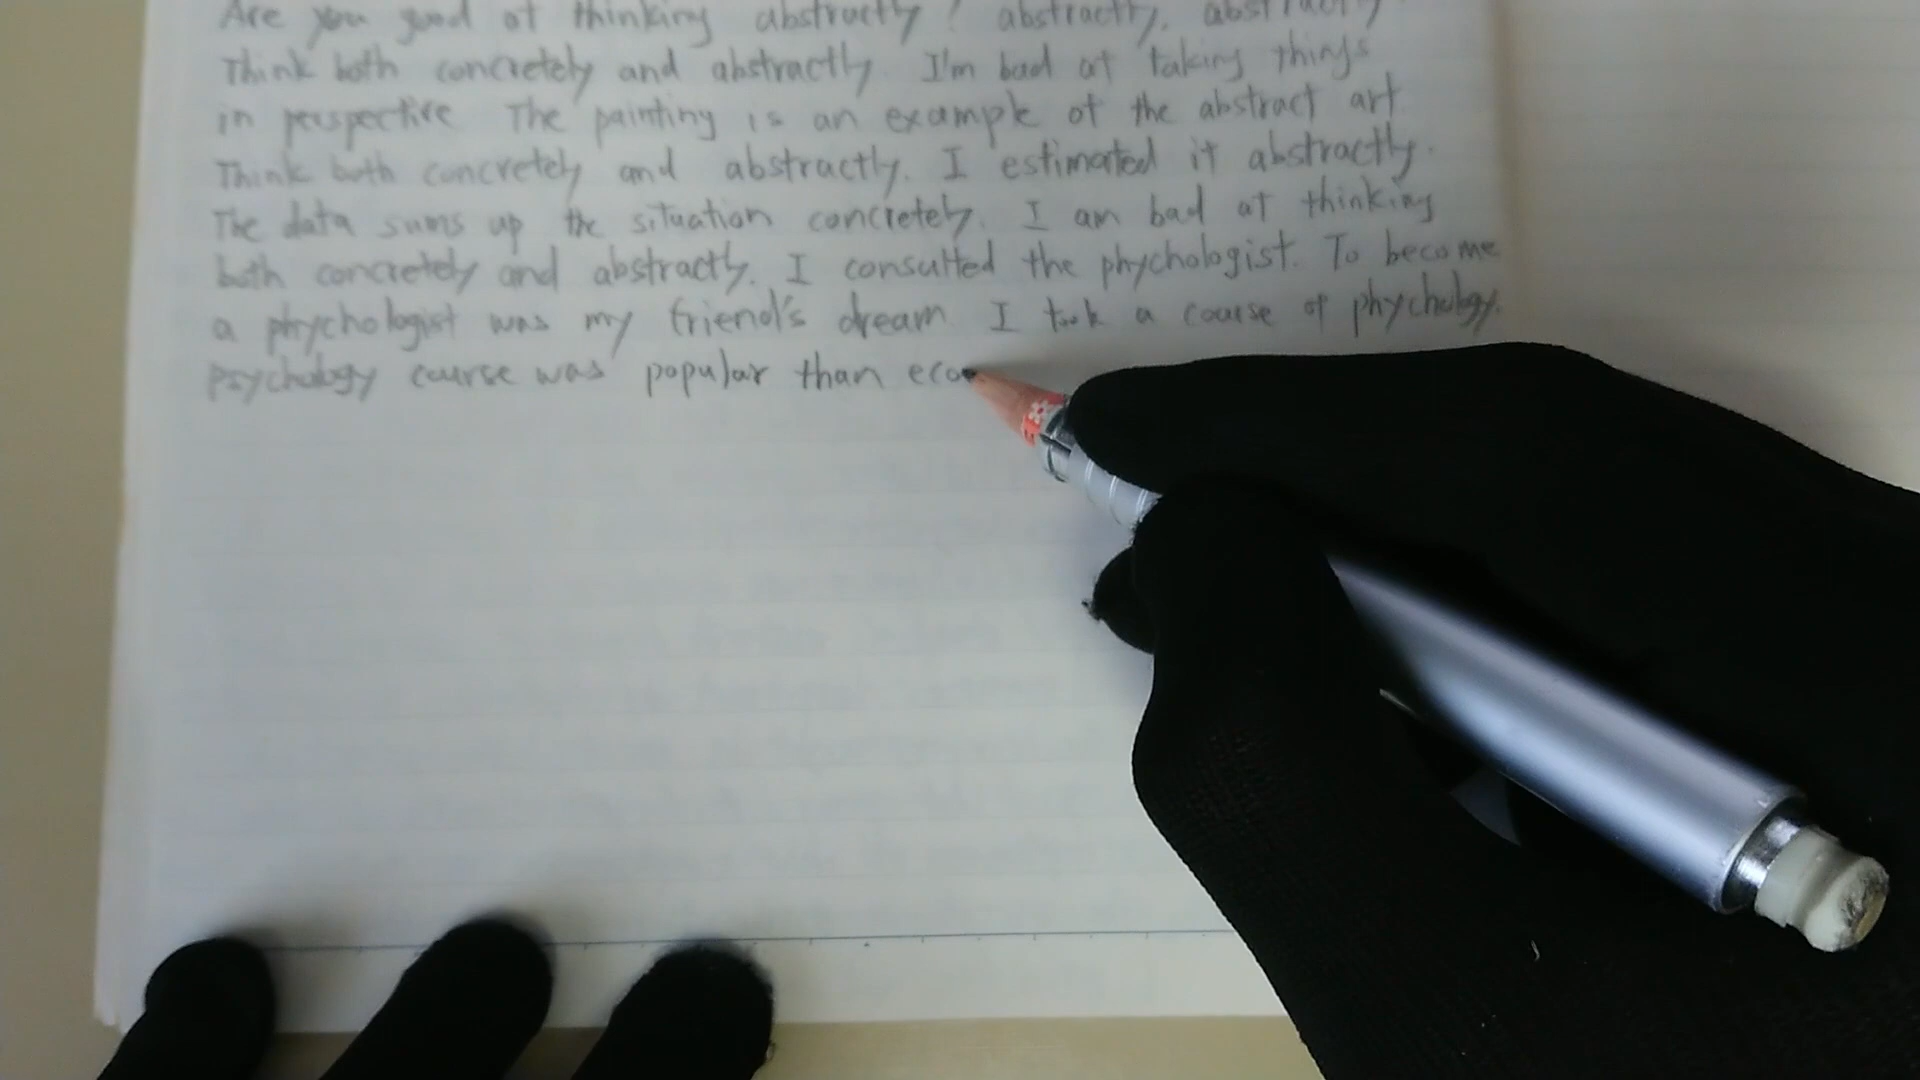 Are you good at thinking abstractly? abstractly. abstractly
Think both concretely and abstractly. I'm bad at taking things
in perspective The painting is an example of the abstract art
Think both concretely and abstractly. I estimated it abstractly.
The data sums up the situation concretely. I am bad at thinking
both concretely and abstractly. I consulted the phychologist. To become
a phychologist was my friend's dream I took a course of phychology.
psychology course was popular than eco